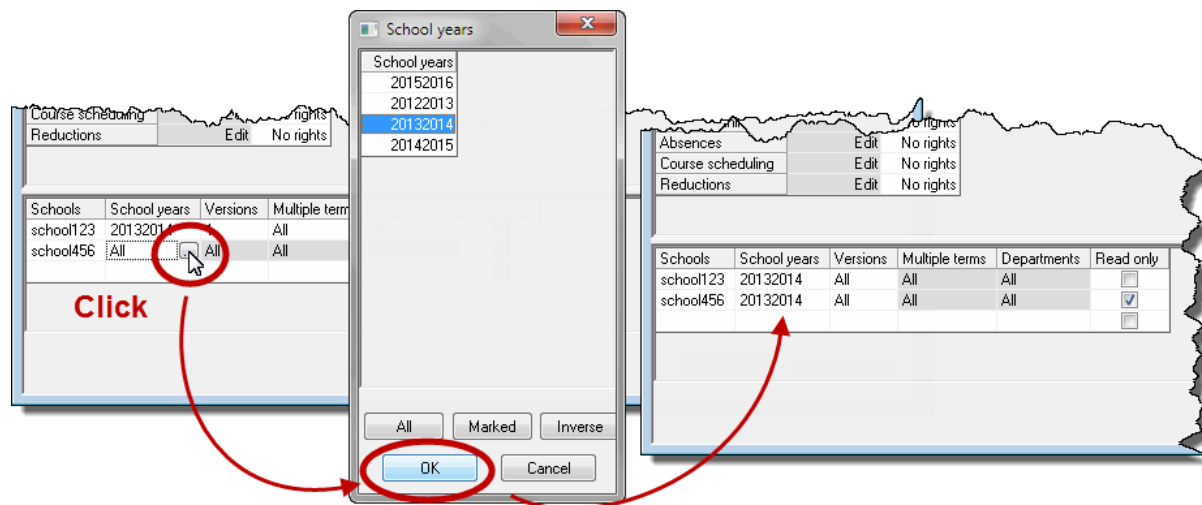 School years
School years
20152016
20122013
20132014
20142015
All Marked Inverse
OK Cancel
Course scheduling rights
Reductions Edit No rights
Schools School years Versions Multiple term
school123 20132014 All
school456 All ... All All
Click
No rights
Absences Edit No rights
Course scheduling Edit No rights
Reductions Edit No rights
Schools School years Versions Multiple terms Departments Read only
school123 20132014 All All All
school456 20132014 All All All